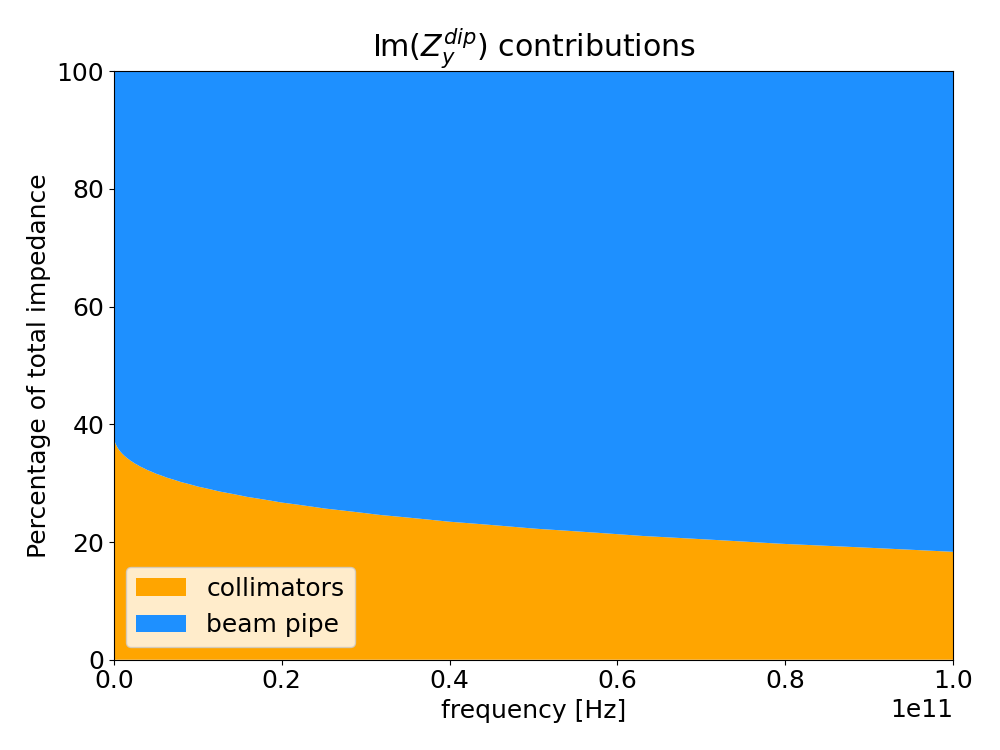 Im(Z_y^{dip}) contributions
Percentage of total impedance
100
80
60
40
20
0
collimators
beam pipe
0.0 0.2 0.4 0.6 0.8 1.0
frequency [Hz] 1e11